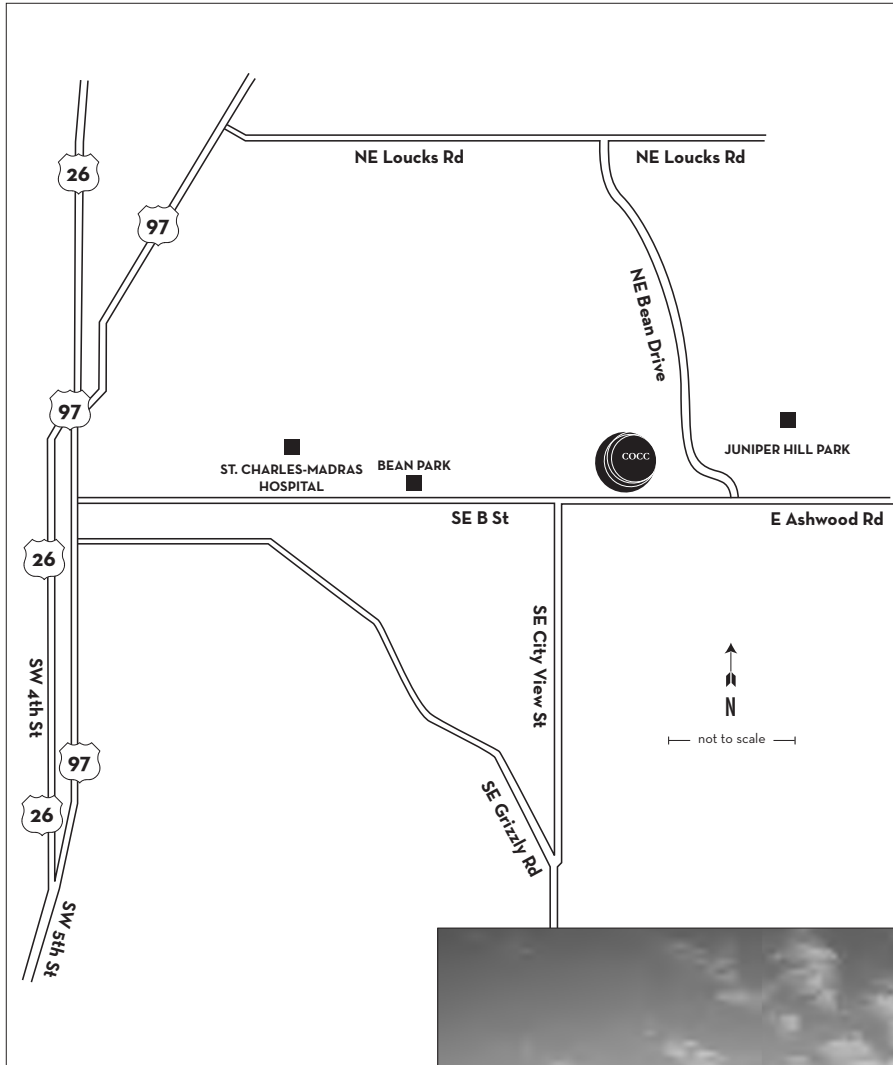 26
97
NE Loucks Rd
NE Loucks Rd
NE Bean Drive
97
ST. CHARLES-MADRAS
HOSPITAL
BEAN PARK
COCC
JUNIPER HILL PARK
SE B St
E Ashwood Rd
26
SW 4th St
SE City View St
N
not to scale
97
26
SE Grizzly Rd
SW 5th St